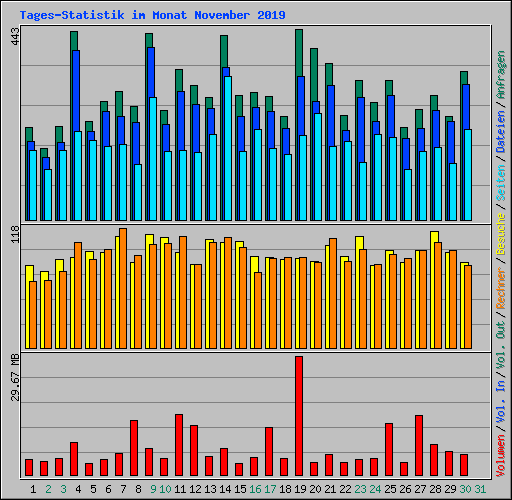 Tages-Statistik im Monat November 2019
443
118
29.67 MB
Volumen / Vol. In / Vol. Out / Rechner / Besuche / Seiten / Dateien / Anfragen
1 2 3 4 5 6 7 8 9 10 11 12 13 14 15 16 17 18 19 20 21 22 23 24 25 26 27 28 29 30 31